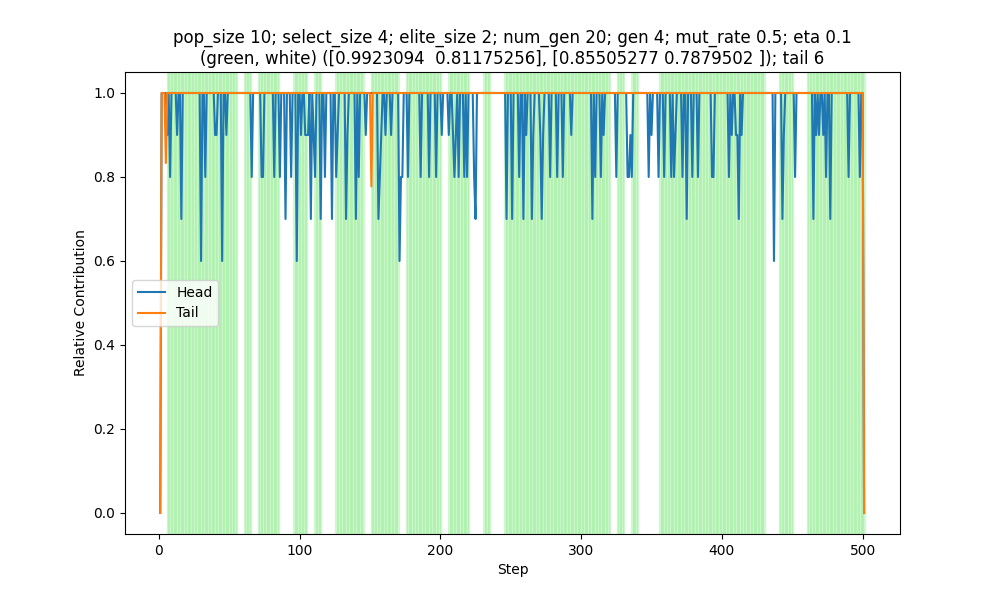 pop_size 10; select_size 4; elite_size 2; num_gen 20; gen 4; mut_rate 0.5; eta 0.1
(green, white) ([0.9923094  0.81175256], [0.85505277 0.7879502 ]); tail 6
1.0
0.8
0.6
0.4
0.2
0.0
Relative Contribution
Head
Tail
0
100
200
300
400
500
Step